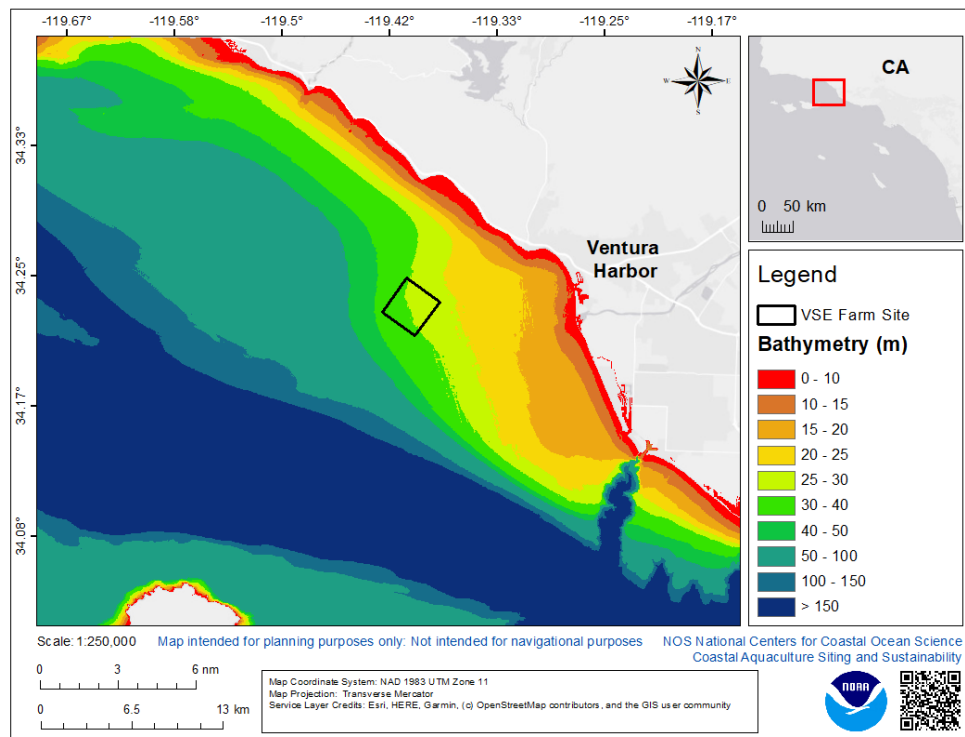 -119.67° -119.58° -119.5° -119.42° -119.33° -119.25° -119.17°
34.33°
34.25°
34.17°
34.08°
N
W E
S
Ventura
Harbor
CA
0 50 km
Legend
VSE Farm Site
Bathymetry (m)
0 - 10
10 - 15
15 - 20
20 - 25
25 - 30
30 - 40
40 - 50
50 - 100
100 - 150
> 150
Scale: 1:250,000 Map intended for planning purposes only: Not intended for navigational purposes
NOS National Centers for Coastal Ocean Science
Coastal Aquaculture Siting and Sustainability
0 3 6 nm
0 6.5 13 km
Map Coordinate System: NAD 1983 UTM Zone 11
Map Projection: Transverse Mercator
Service Layer Credits: Esri, HERE, Garmin, (c) OpenStreetMap contributors, and the GIS user community
NOAA